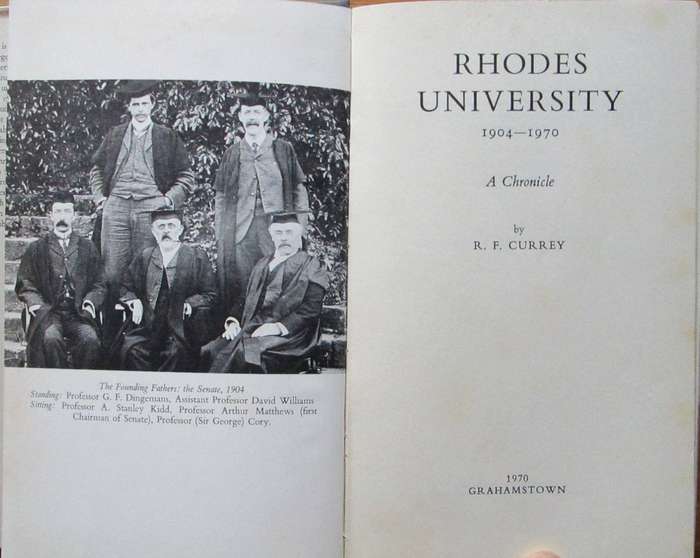 The Founding Fathers: the Senate, 1904
Standing: Professor G. F. Dingemans, Assistant Professor David Williams
Sitting: Professor A. Stanley Kidd, Professor Arthur Matthews (first
Chairman of Senate), Professor (Sir George) Cory.
RHODES
UNIVERSITY
1904—1970
A Chronicle
by
R. F. CURREY
1970
GRAHAMSTOWN